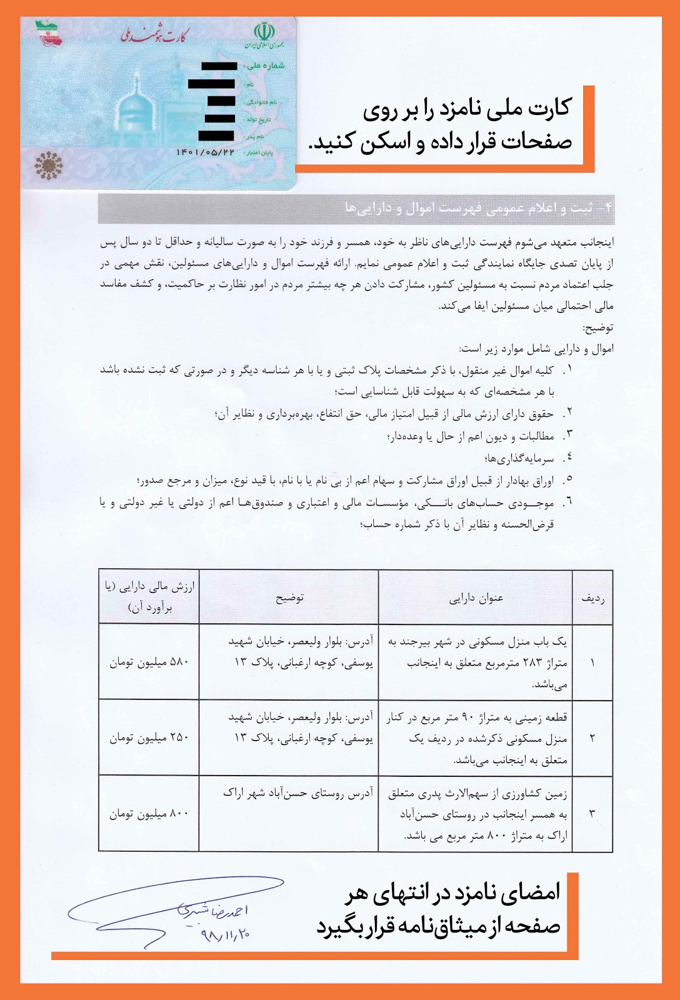 کارت هوشمند ملی
جمهوری اسلامی ایران
شماره ملی :
نام :
نام خانوادگی :
تاریخ تولد :
نام پدر :
پایان اعتبار : ۱۴۰۱/۰۵/۲۲
کارت ملی نامزد را بر روی
صفحات قرار داده و اسکن کنید.
۴- ثبت و اعلام عمومی فهرست اموال و دارایی‌ها
اینجانب متعهد می‌شوم فهرست دارایی‌های ناظر به خود، همسر و فرزند خود را به صورت سالیانه و حداقل تا دو سال پس
از پایان تصدی جایگاه نمایندگی ثبت و اعلام عمومی نمایم. ارائه فهرست اموال و دارایی‌های مسئولین، نقش مهمی در
جلب اعتماد مردم نسبت به مسئولین کشور، مشارکت دادن هر چه بیشتر مردم در امور نظارت بر حاکمیت، و کشف مفاسد
مالی احتمالی میان مسئولین ایفا می‌کند.
توضیح:
اموال و دارایی شامل موارد زیر است:
۱. کلیه اموال غیر منقول، با ذکر مشخصات پلاک ثبتی و یا با هر شناسه دیگر و در صورتی که ثبت نشده باشد
با هر مشخصه‌ای که به سهولت قابل شناسایی است؛
۲. حقوق دارای ارزش مالی از قبیل امتیاز مالی، حق انتفاع، بهره‌برداری و نظایر آن؛
۳. مطالبات و دیون اعم از حال یا وعده‌دار؛
۴. سرمایه‌گذاری‌ها؛
۵. اوراق بهادار از قبیل اوراق مشارکت و سهام اعم از بی نام یا با نام، با قید نوع، میزان و مرجع صدور؛
۶. موجودی حساب‌های بانکی، مؤسسات مالی و اعتباری و صندوق‌ها اعم از دولتی یا غیر دولتی و یا
قرض‌الحسنه و نظایر آن با ذکر شماره حساب؛
ردیف عنوان دارایی توضیح ارزش مالی دارایی (یا
برآورد آن)
یک باب منزل مسکونی در شهر بیرجند به آدرس: بلوار ولیعصر، خیابان شهید
۱ متراژ ۲۸۳ مترمربع متعلق به اینجانب یوسفی، کوچه ارغبانی، پلاک ۱۳ ۵۸۰ میلیون تومان
می‌باشد.
قطعه زمینی به متراژ ۹۰ متر مربع در کنار آدرس: بلوار ولیعصر، خیابان شهید
۲ منزل مسکونی ذکرشده در ردیف یک یوسفی، کوچه ارغبانی، پلاک ۱۳ ۲۵۰ میلیون تومان
متعلق به اینجانب می‌باشد.
زمین کشاورزی از سهم‌الارث پدری متعلق آدرس روستای حسن‌آباد شهر اراک
۳ به همسر اینجانب در روستای حسن‌آباد ۸۰۰ میلیون تومان
اراک به متراژ ۸۰۰ متر مربع می باشد.
امضای نامزد در انتهای هر
صفحه از میثاق‌نامه قرار بگیرد
احمدرضا
۹۸/۱۱/۲۰